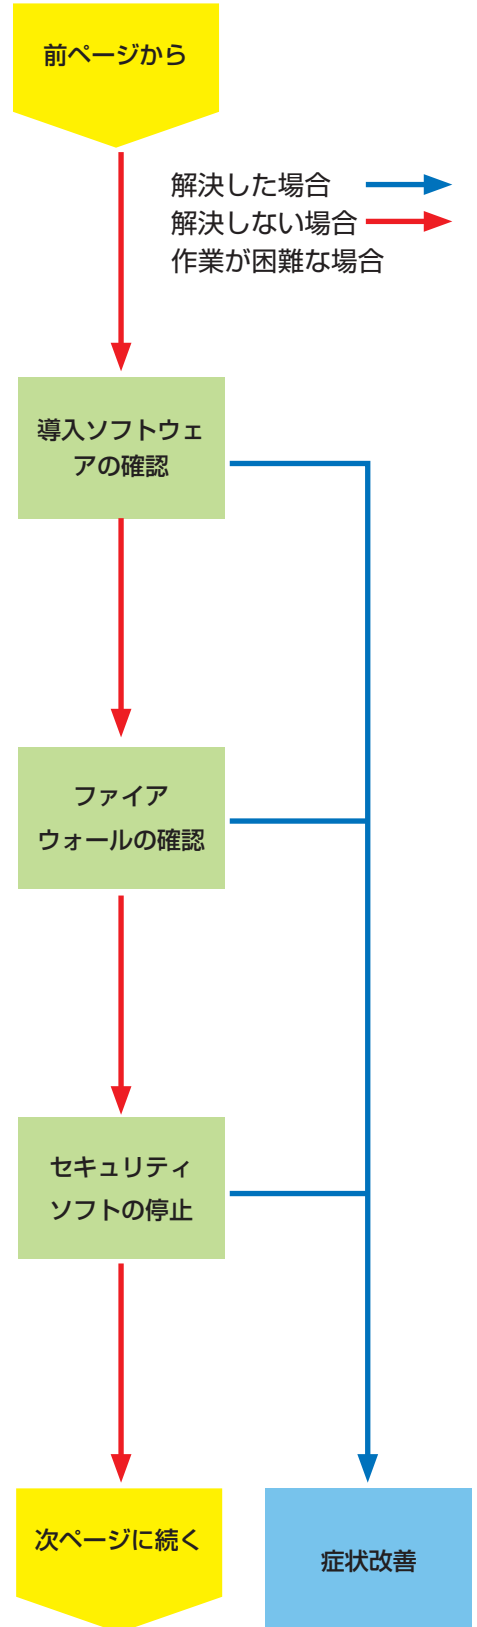 前ページから
解決した場合
解決しない場合
作業が困難な場合
導入ソフトウェ
アの確認
ファイア
ウォールの確認
セキュリティ
ソフトの停止
次ページに続く
症状改善